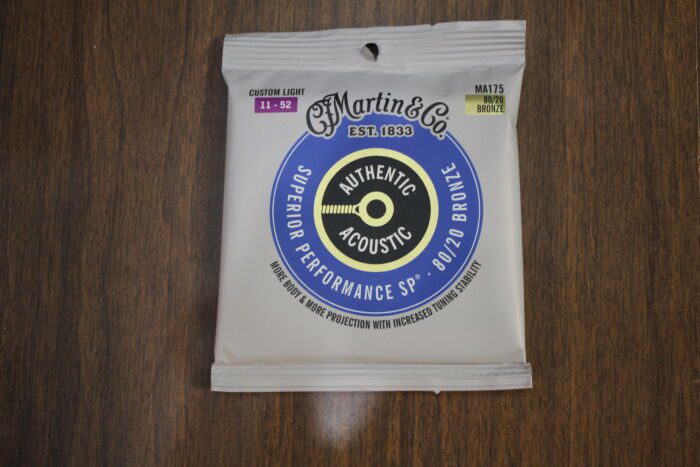 CUSTOM LIGHT
11 - 52
MA175
80/20
BRONZE
CF Martin & Co.
EST. 1833
AUTHENTIC
ACOUSTIC
SUPERIOR PERFORMANCE SP® · 80/20 BRONZE
MORE BODY & MORE PROJECTION WITH INCREASED TUNING STABILITY